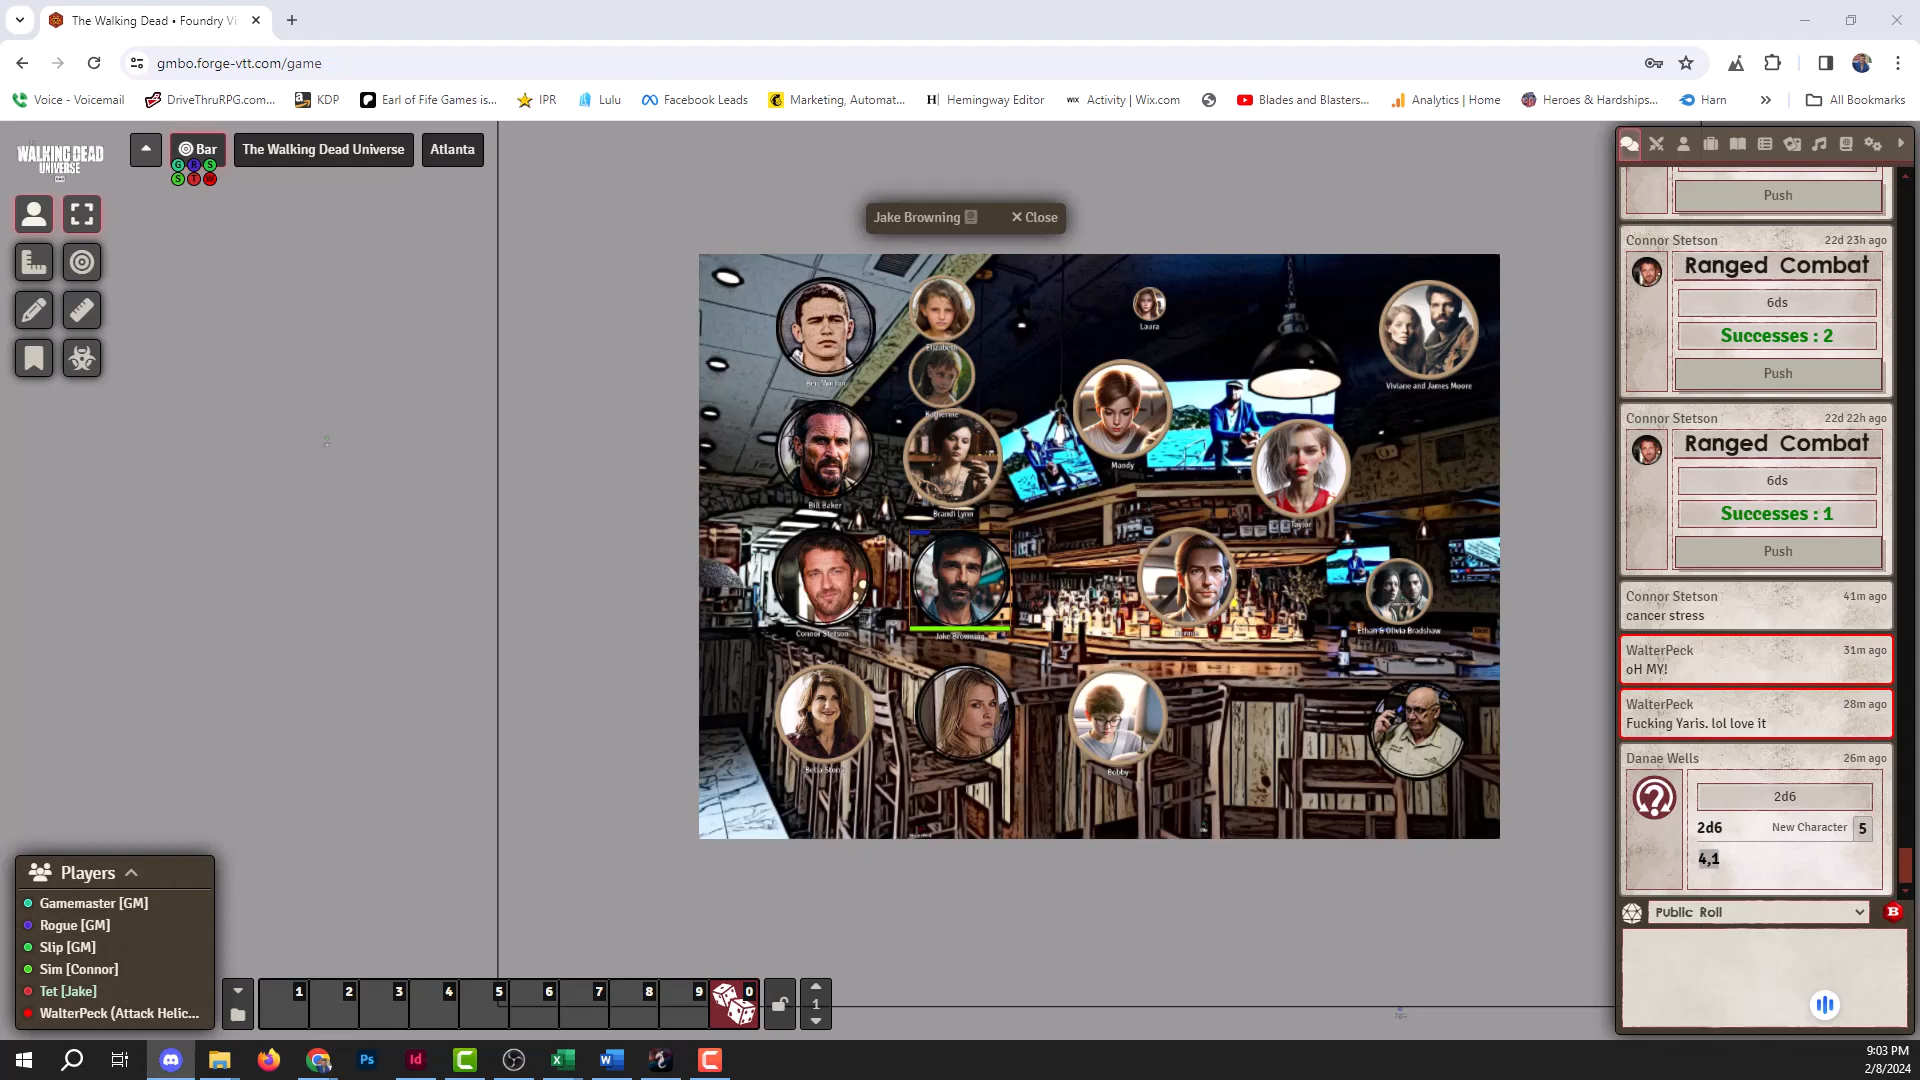 The Walking Dead • Foundry Vi
gmbo.forge-vtt.com/game
Voice - Voicemail
DriveThruRPG.com...
KDP
Earl of Fife Games is...
IPR
Lulu
Facebook Leads
Marketing, Automat...
Hemingway Editor
WIX
Activity | Wix.com
Blades and Blasters...
Analytics | Home
Heroes & Hardships...
Harn
»
All Bookmarks
WALKING DEAD
UNIVERSE
Bar
The Walking Dead Universe
Atlanta
G R S
S T W
Jake Browning
Close
Elizabeth
Laura
Ben Morton
Viviane and James Moore
Katherine
Mandy
Bill Baker
Brandi Lynn
Taylor
Connor Stetson
Jake Browning
Ethan & Olivia Bradshaw
Bobby
Push
Connor Stetson
22d 23h ago
Ranged Combat
6ds
Successes : 2
Push
Connor Stetson
22d 22h ago
Ranged Combat
6ds
Successes : 1
Push
Connor Stetson
41m ago
cancer stress
WalterPeck
31m ago
oH MY!
WalterPeck
28m ago
Fucking Yaris. lol love it
Danae Wells
26m ago
2d6
2d6
New Character
5
4,1
Public Roll
B
Players
Gamemaster [GM]
Rogue [GM]
Slip [GM]
Sim [Connor]
Tet [Jake]
WalterPeck (Attack Helic...
1
2
3
4
5
6
7
8
9
0
1
Ps
Id
C
X
W
C
9:03 PM
2/8/2024